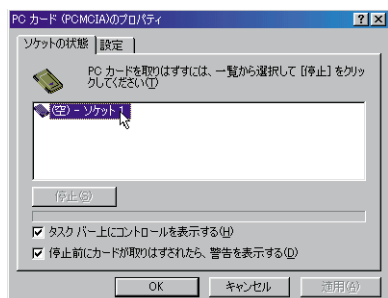 PC カード (PCMCIA)のプロパティ
ソケットの状態
設定
PC カードを取りはずすには、一覧から選択して [停止] をクリックしてください(T)
(空) - ソケット 1
停止(S)
タスク バー上にコントロールを表示する(H)
停止前にカードが取りはずされたら、警告を表示する(D)
OK
キャンセル
適用(A)